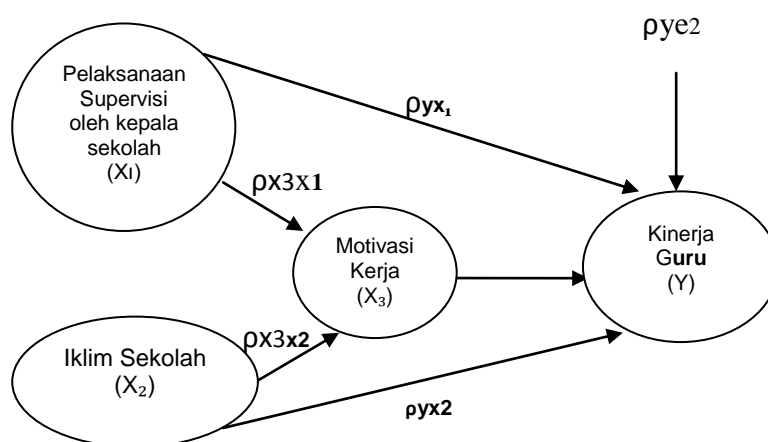 ρye2
Pelaksanaan
Supervisi
oleh kepala
sekolah
(X1)
ρyx₁
ρx3x1
Motivasi
Kerja
(X₃)
Kinerja
Guru
(Y)
Iklim Sekolah
(X₂)
ρx3x2
ρyx2